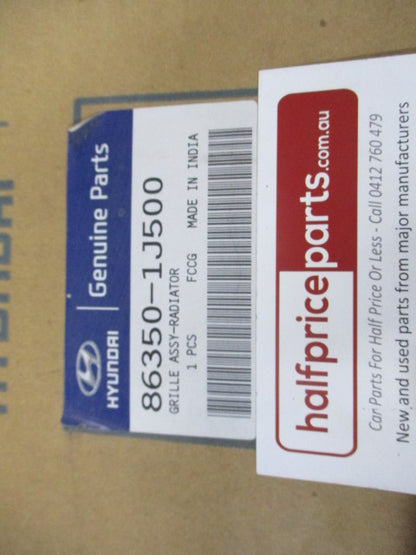 HYUNDAI | Genuine Parts
86350-1J500
GRILLE ASSY-RADIATOR
1 PCS FCCG MADE IN INDIA
halfpriceparts.com.au
Car Parts For Half Price Or Less - Call 0412 760 479
New and used parts from major manufact